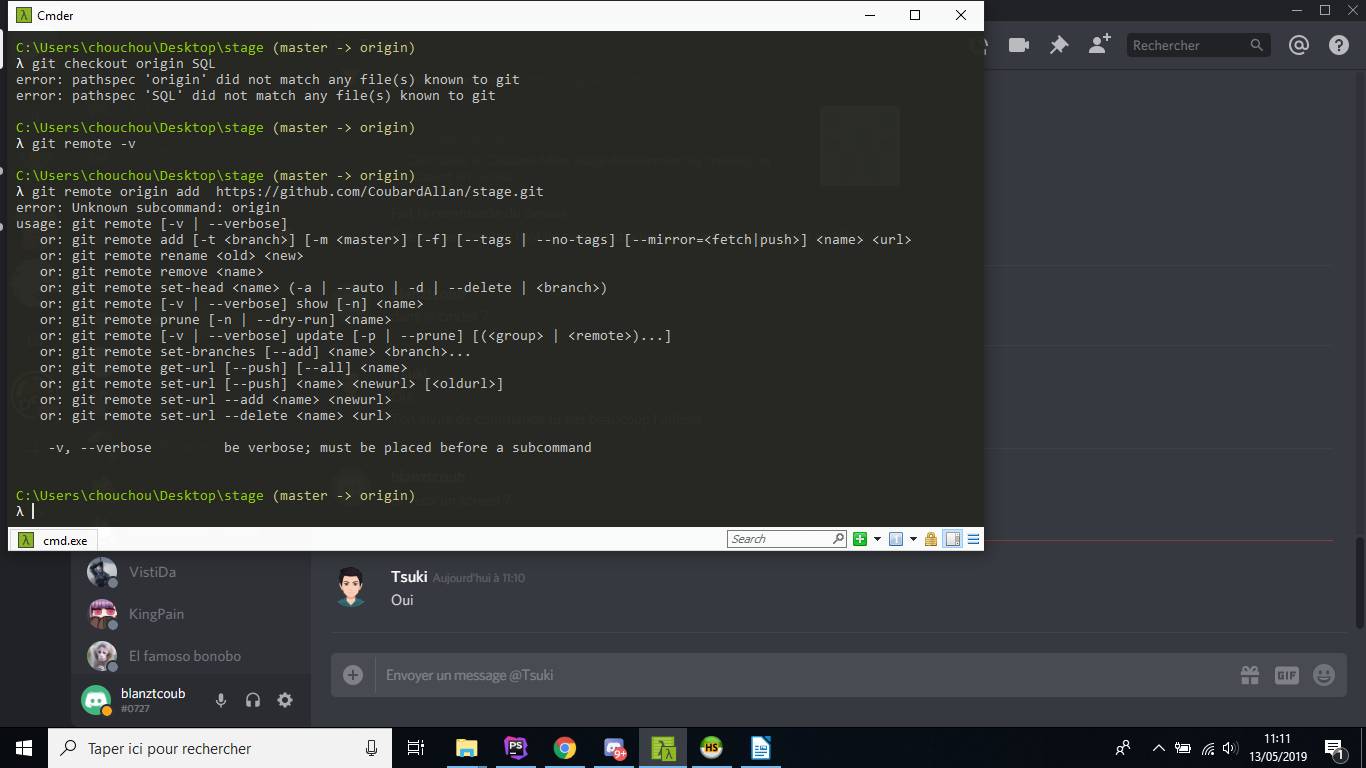 Cmder
C:\Users\chouchou\Desktop\stage (master -> origin)
λ git checkout origin SQL
error: pathspec 'origin' did not match any file(s) known to git
error: pathspec 'SQL' did not match any file(s) known to git
C:\Users\chouchou\Desktop\stage (master -> origin)
λ git remote -v
C:\Users\chouchou\Desktop\stage (master -> origin)
λ git remote origin add  https://github.com/CoubardAllan/stage.git
error: Unknown subcommand: origin
usage: git remote [-v | --verbose]
   or: git remote add [-t <branch>] [-m <master>] [-f] [--tags | --no-tags] [--mirror=<fetch|push>] <name> <url>
   or: git remote rename <old> <new>
   or: git remote remove <name>
   or: git remote set-head <name> (-a | --auto | -d | --delete | <branch>)
   or: git remote [-v | --verbose] show [-n] <name>
   or: git remote prune [-n | --dry-run] <name>
   or: git remote [-v | --verbose] update [-p | --prune] [(<group> | <remote>)...]
   or: git remote set-branches [--add] <name> <branch>...
   or: git remote get-url [--push] [--all] <name>
   or: git remote set-url [--push] <name> <newurl> [<oldurl>]
   or: git remote set-url --add <name> <newurl>
   or: git remote set-url --delete <name> <url>
    -v, --verbose         be verbose; must be placed before a subcommand
C:\Users\chouchou\Desktop\stage (master -> origin)
λ
cmd.exe
Search
Rechercher
VistiDa
KingPain
El famoso bonobo
blanztcoub
#0727
Tsuki Aujourd'hui à 11:10
Oui
Envoyer un message @Tsuki
GIF
Taper ici pour rechercher
PS
9+
HS
11:11
13/05/2019
1